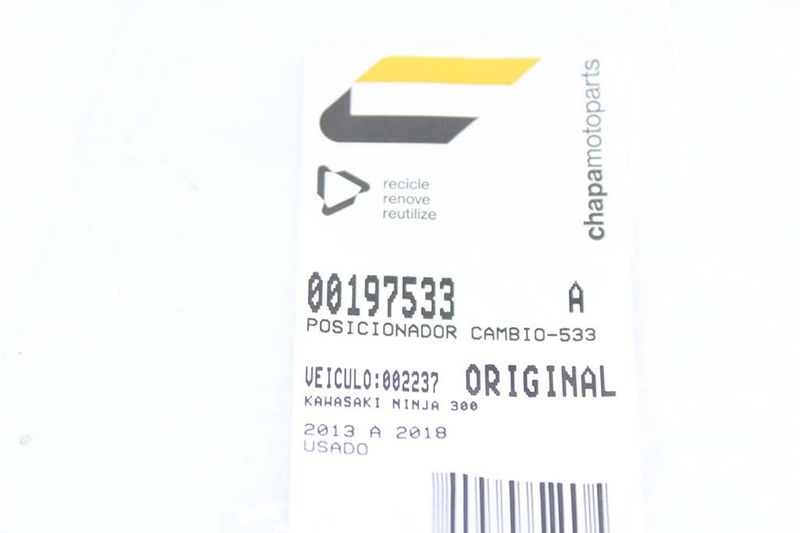 chapamotoparts
recicle
renove
reutilize
00197533 A
POSICIONADOR CAMBIO-533
VEICULO:002237 ORIGINAL
KAWASAKI NINJA 300
2013 A 2018
USADO